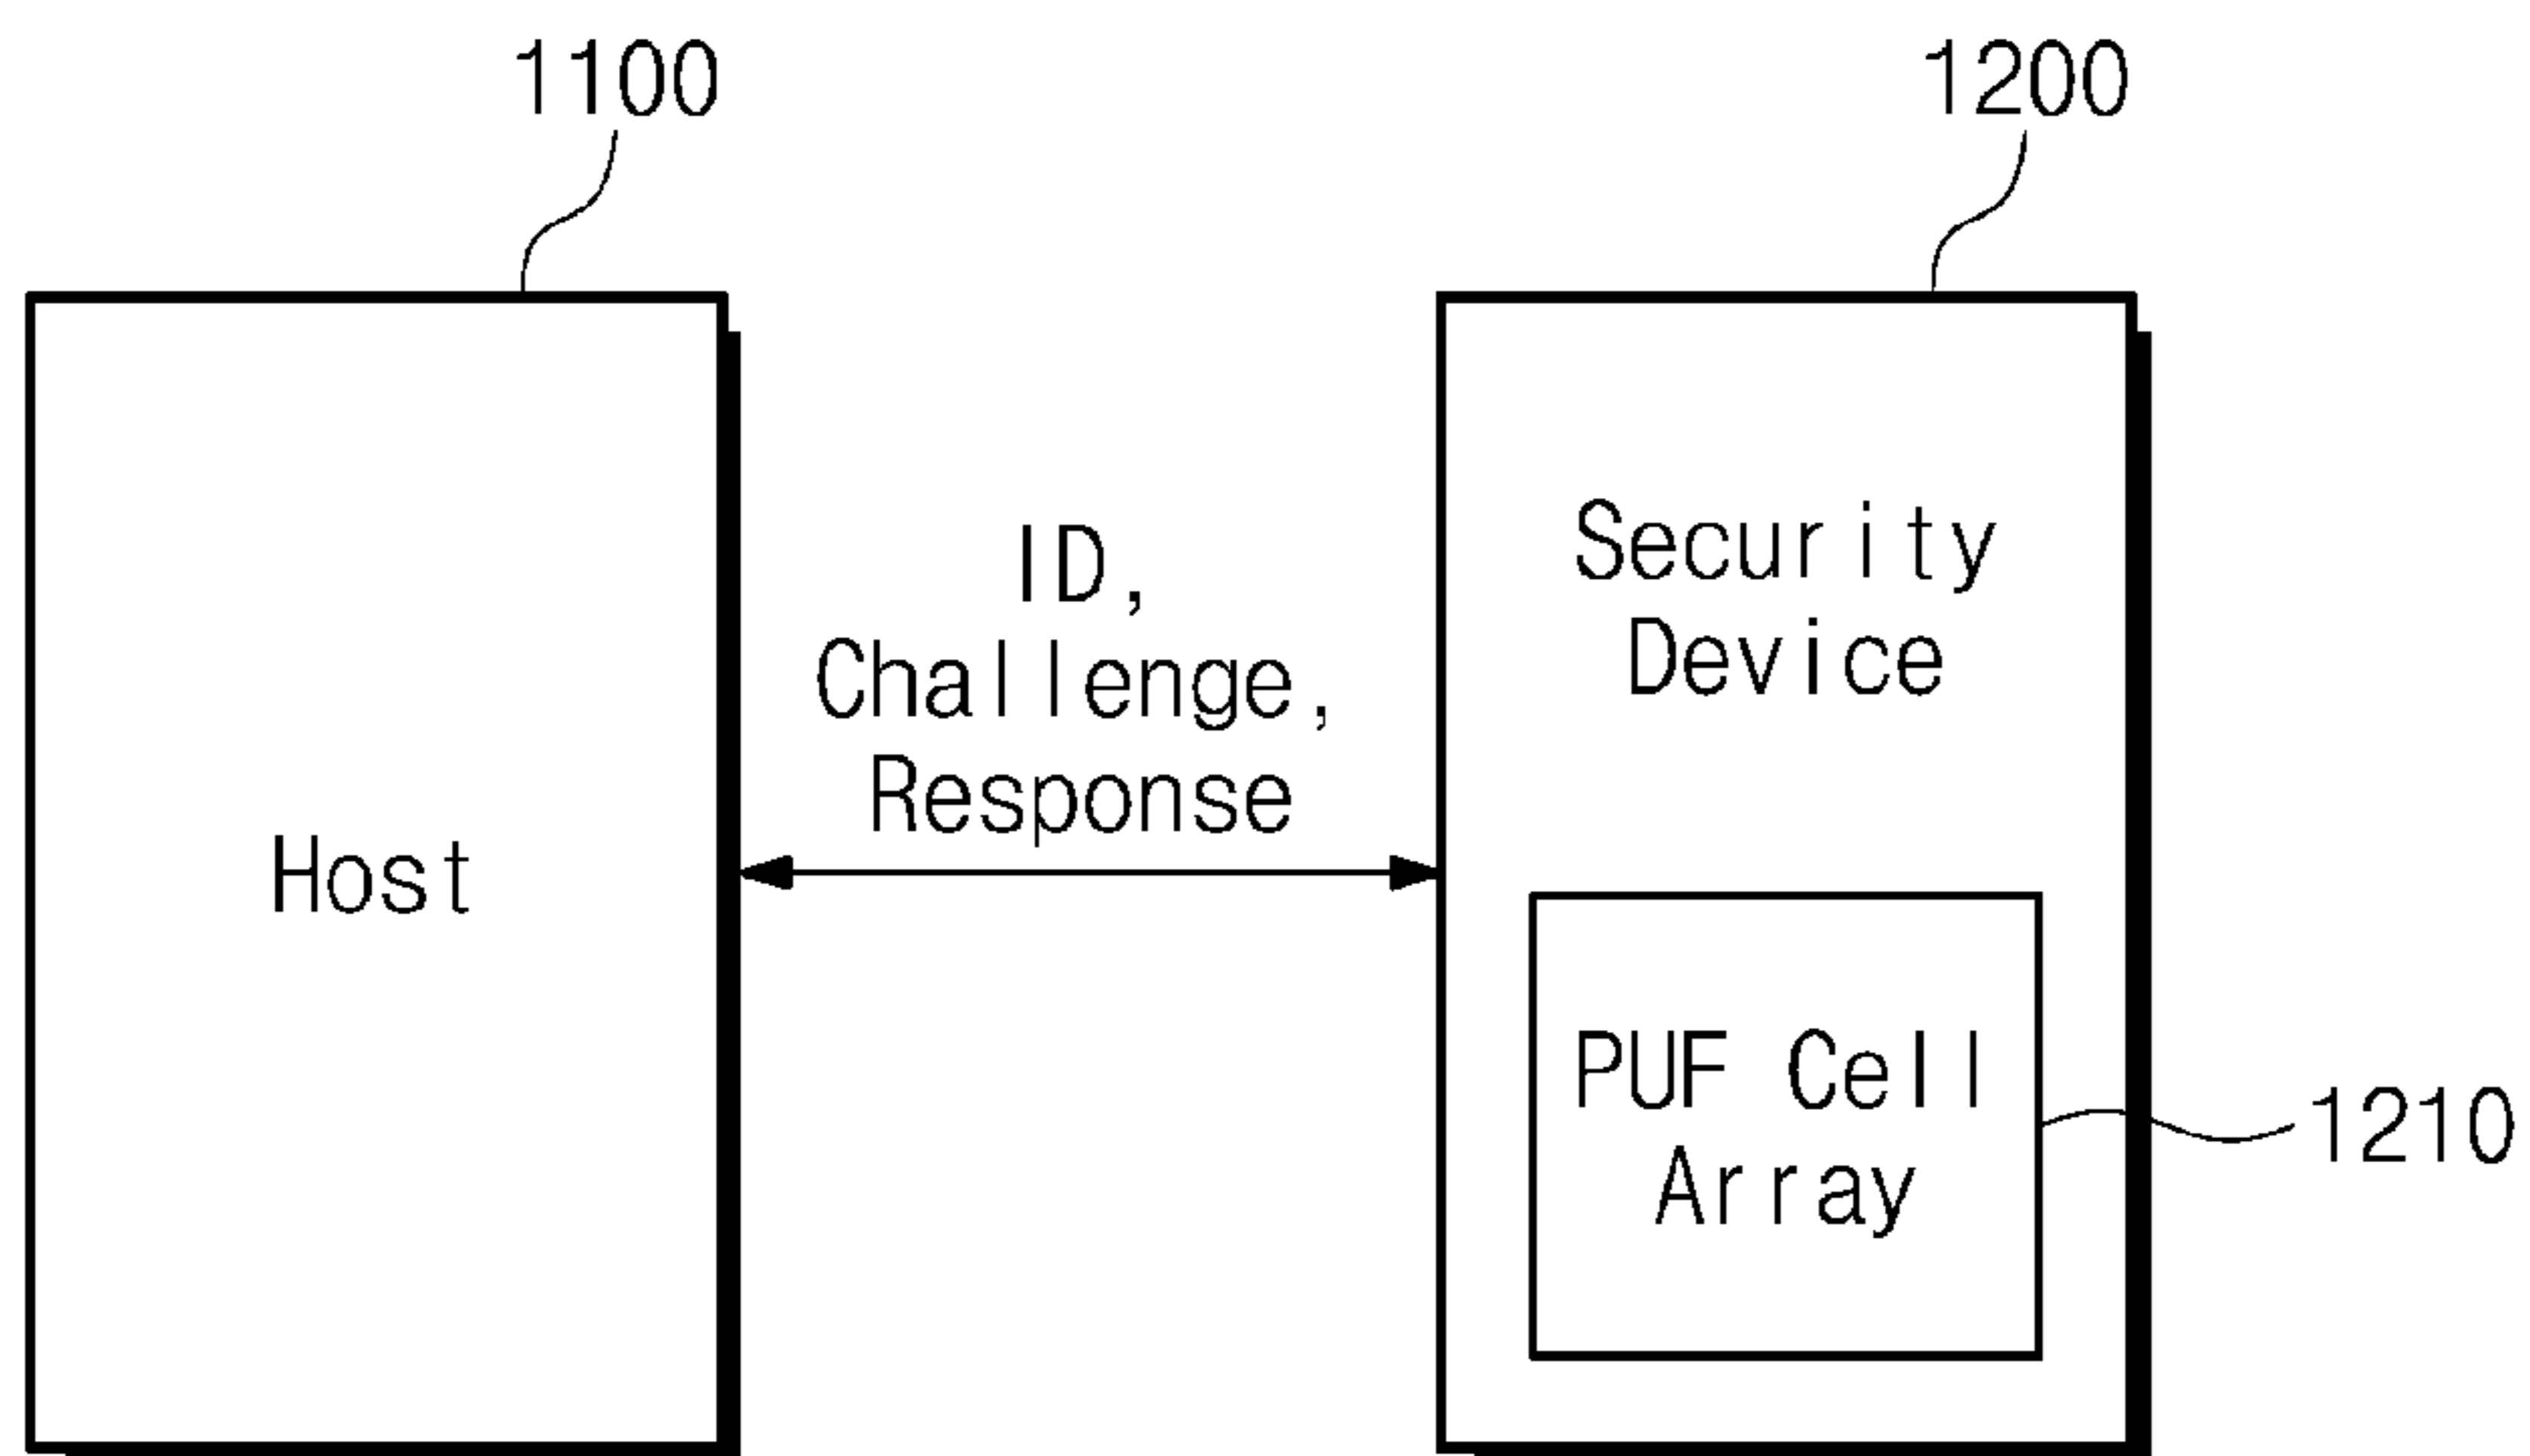 1100
1200
ID,
Challenge,
Response
Host
Security
Device
PUF Cell
Array
1210